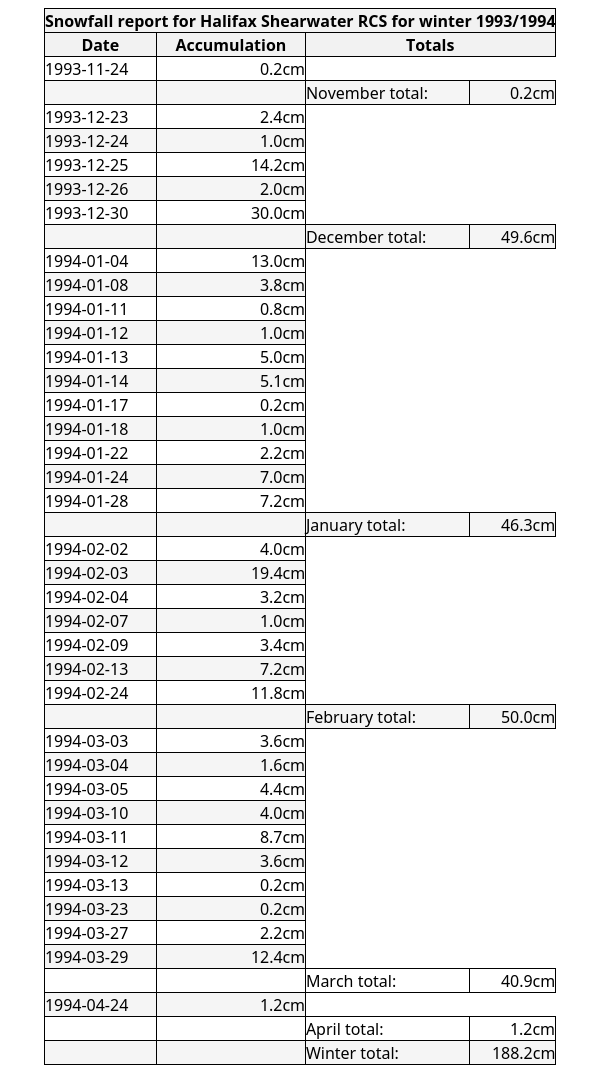 Snowfall report for Halifax Shearwater RCS for winter 1993/1994
Date Accumulation Totals
1993-11-24 0.2cm
November total: 0.2cm
1993-12-23 2.4cm
1993-12-24 1.0cm
1993-12-25 14.2cm
1993-12-26 2.0cm
1993-12-30 30.0cm
December total: 49.6cm
1994-01-04 13.0cm
1994-01-08 3.8cm
1994-01-11 0.8cm
1994-01-12 1.0cm
1994-01-13 5.0cm
1994-01-14 5.1cm
1994-01-17 0.2cm
1994-01-18 1.0cm
1994-01-22 2.2cm
1994-01-24 7.0cm
1994-01-28 7.2cm
January total: 46.3cm
1994-02-02 4.0cm
1994-02-03 19.4cm
1994-02-04 3.2cm
1994-02-07 1.0cm
1994-02-09 3.4cm
1994-02-13 7.2cm
1994-02-24 11.8cm
February total: 50.0cm
1994-03-03 3.6cm
1994-03-04 1.6cm
1994-03-05 4.4cm
1994-03-10 4.0cm
1994-03-11 8.7cm
1994-03-12 3.6cm
1994-03-13 0.2cm
1994-03-23 0.2cm
1994-03-27 2.2cm
1994-03-29 12.4cm
March total: 40.9cm
1994-04-24 1.2cm
April total: 1.2cm
Winter total: 188.2cm